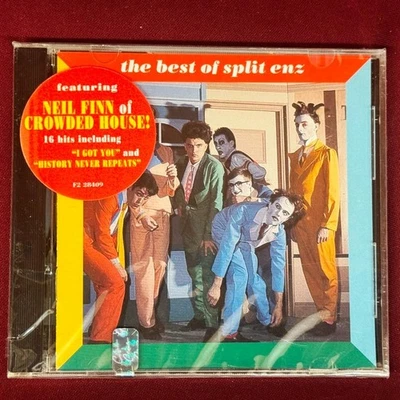 the best of split enz
featuring
NEIL FINN of
CROWDED HOUSE!
16 hits including
"I GOT YOU" and
"HISTORY NEVER REPEATS"
F2 28409